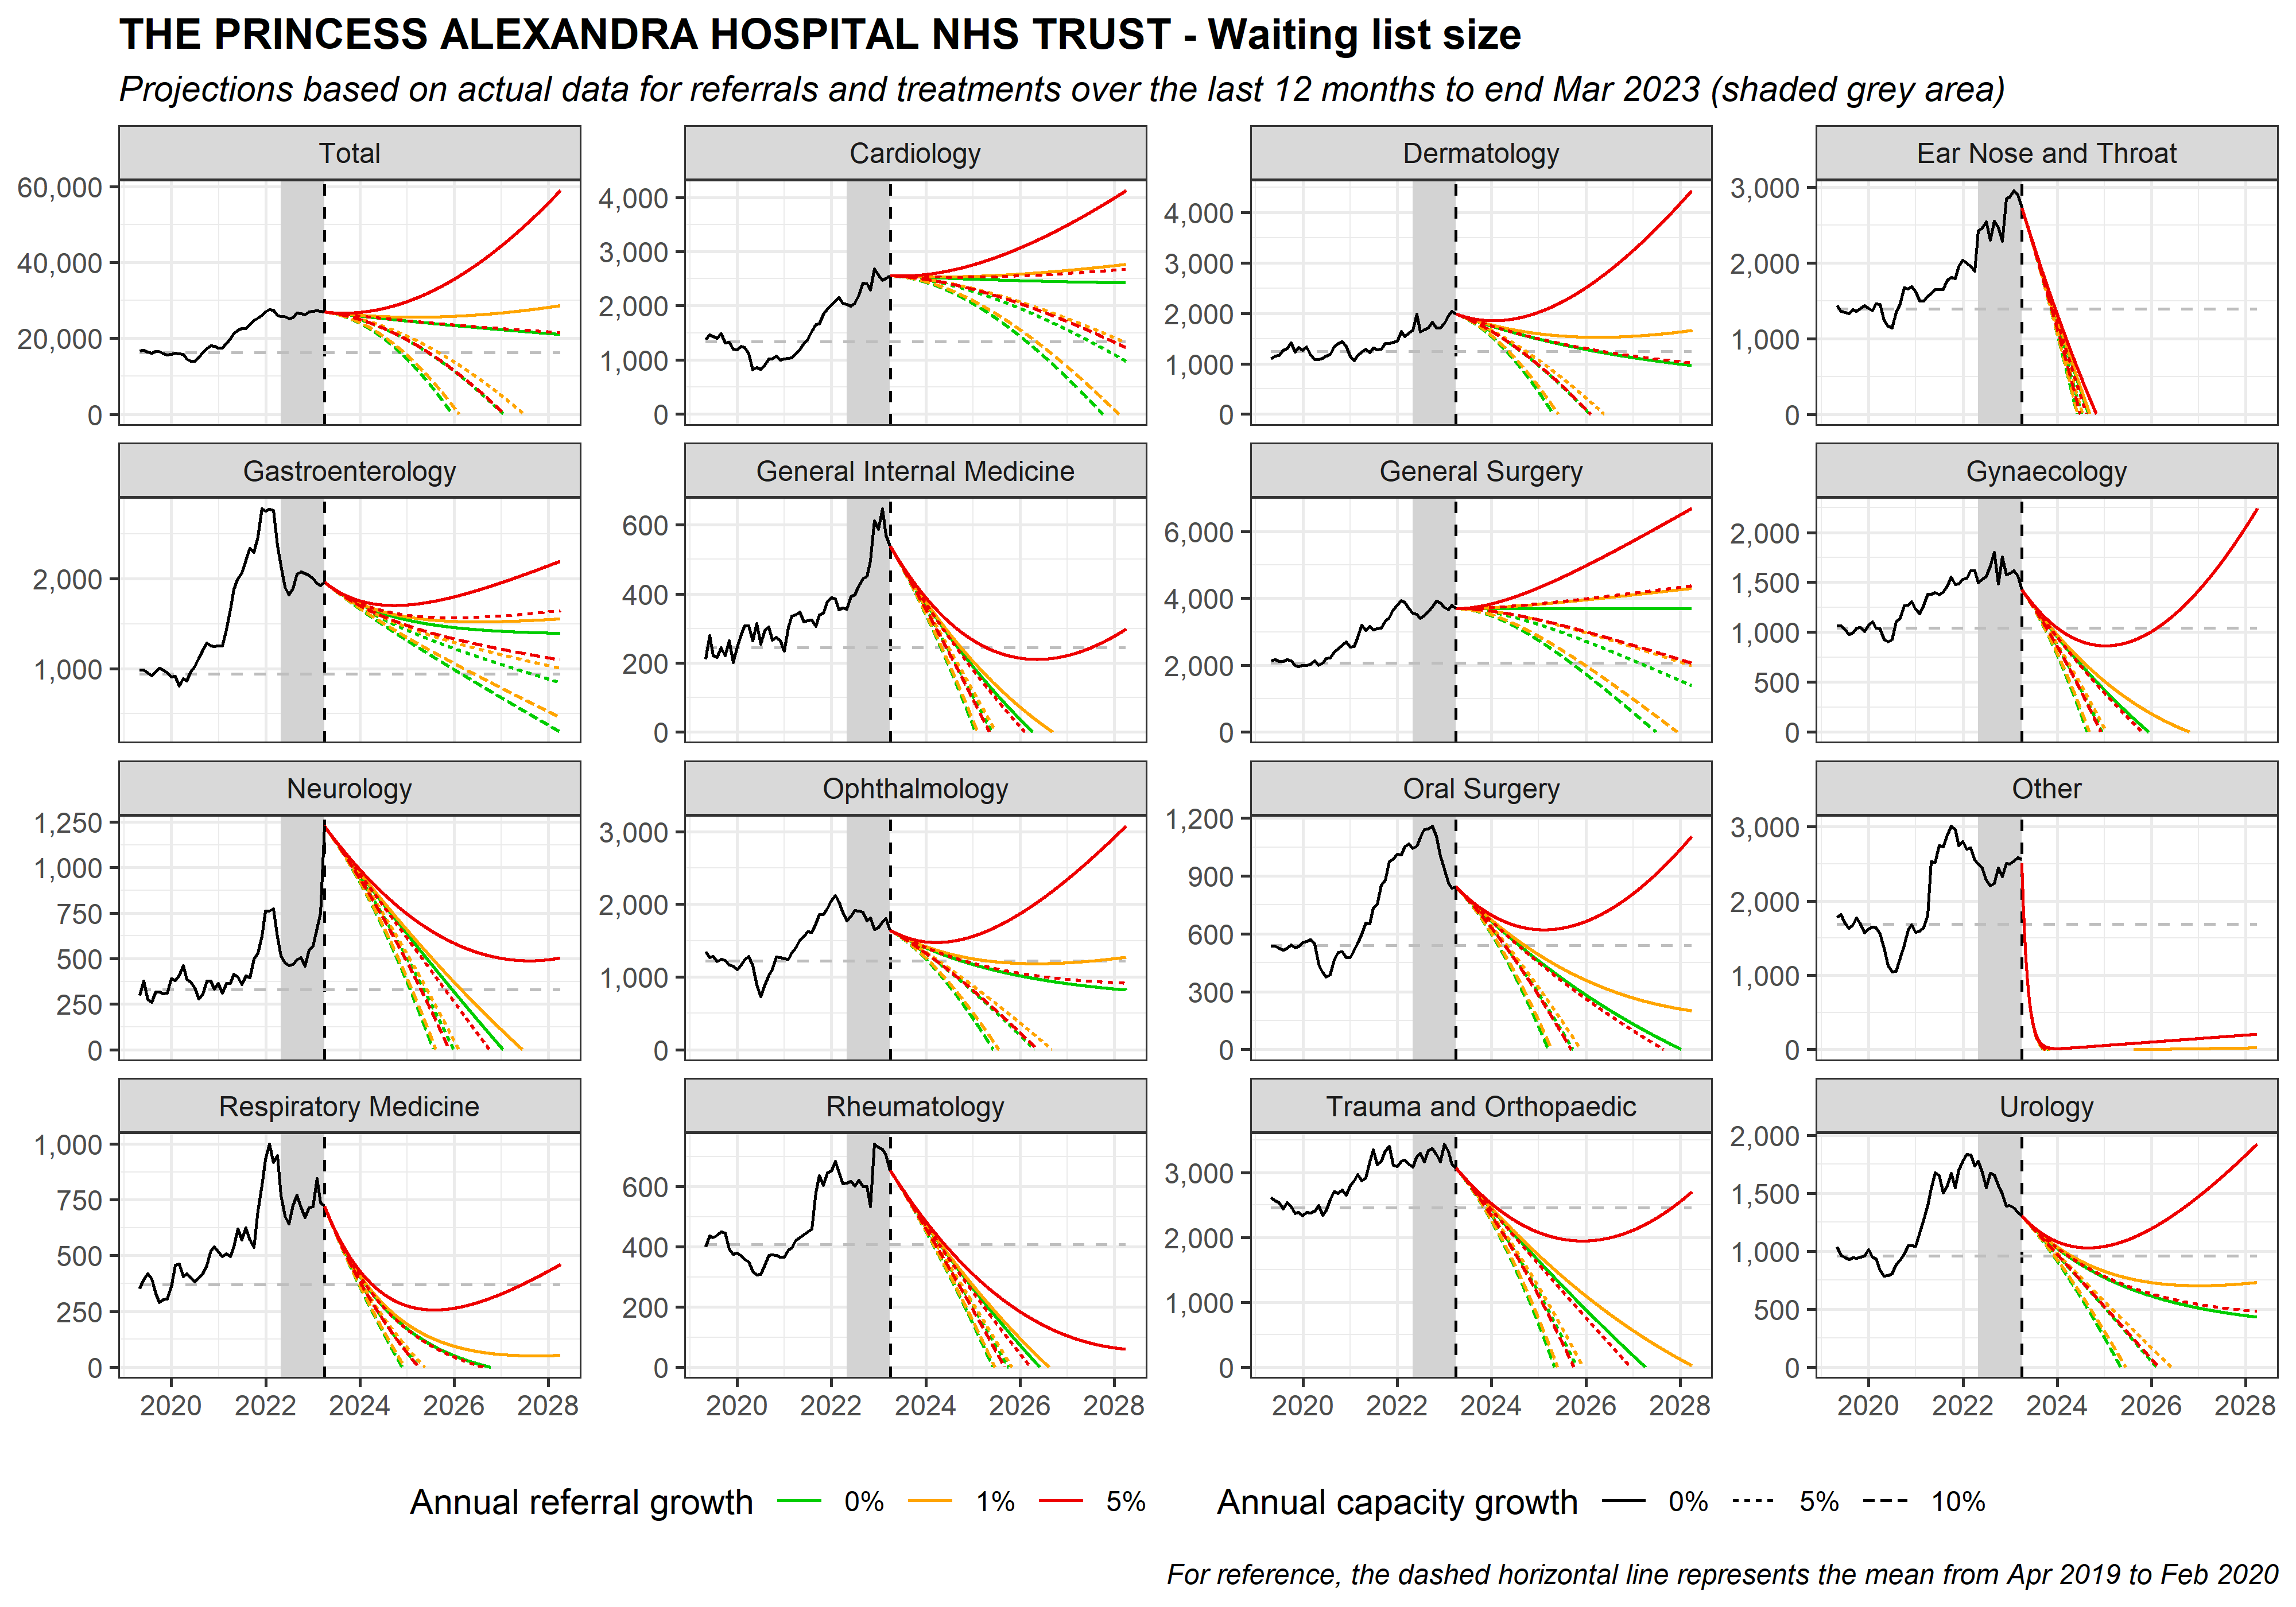 THE PRINCESS ALEXANDRA HOSPITAL NHS TRUST - Waiting list size
Projections based on actual data for referrals and treatments over the last 12 months to end Mar 2023 (shaded grey area)
Total
60,000
40,000
20,000
0
Cardiology
4,000
3,000
2,000
1,000
0
Dermatology
4,000
3,000
2,000
1,000
0
Ear Nose and Throat
3,000
2,000
1,000
0
Gastroenterology
2,000
1,000
General Internal Medicine
600
400
200
0
General Surgery
6,000
4,000
2,000
0
Gynaecology
2,000
1,500
1,000
500
0
Neurology
1,250
1,000
750
500
250
0
Ophthalmology
3,000
2,000
1,000
0
Oral Surgery
1,200
900
600
300
0
Other
3,000
2,000
1,000
0
Respiratory Medicine
1,000
750
500
250
0
2020 2022 2024 2026 2028
Rheumatology
600
400
200
0
2020 2022 2024 2026 2028
Trauma and Orthopaedic
3,000
2,000
1,000
0
2020 2022 2024 2026 2028
Urology
2,000
1,500
1,000
500
0
2020 2022 2024 2026 2028
Annual referral growth 0% 1% 5% Annual capacity growth 0% 5% 10%
For reference, the dashed horizontal line represents the mean from Apr 2019 to Feb 2020